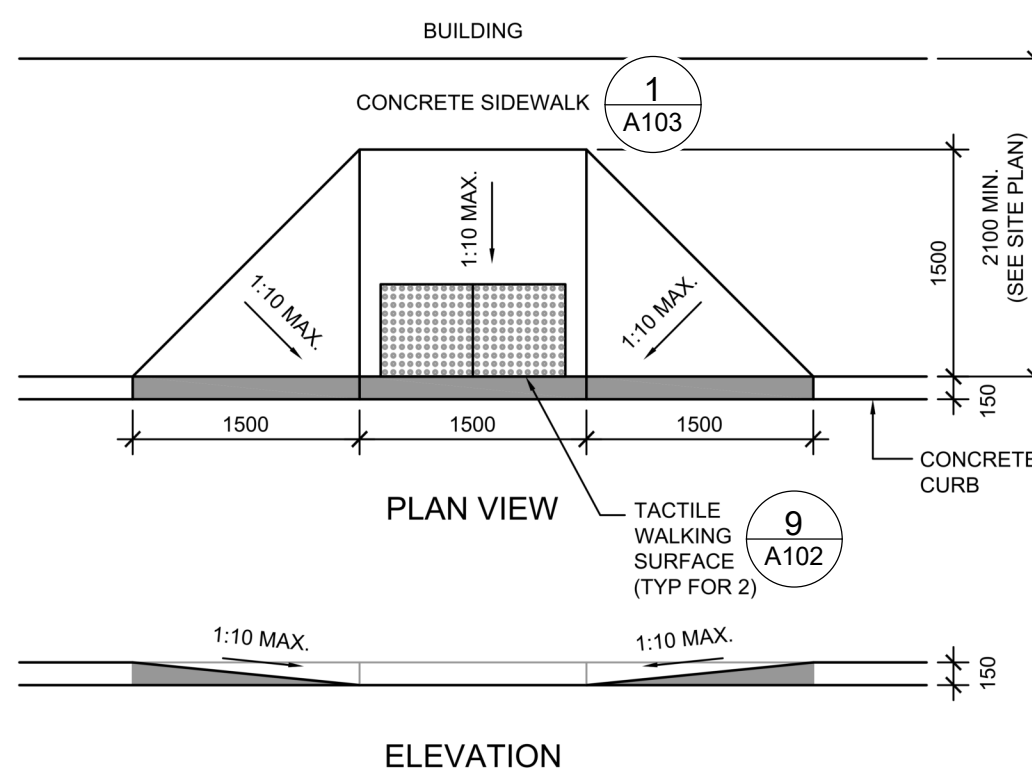 BUILDING
CONCRETE SIDEWALK
1
A103
1:10 MAX.
1:10 MAX.
1:10 MAX.
1500
2100 MIN.
(SEE SITE PLAN)
150
1500
1500
1500
CONCRETE
CURB
PLAN VIEW
TACTILE
WALKING
SURFACE
(TYP FOR 2)
9
A102
1:10 MAX.
1:10 MAX.
150
ELEVATION